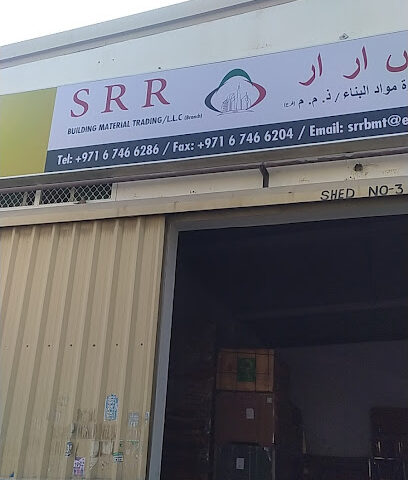 S R R
س ار ار
BUILDING MATERIAL TRADING/L.L.C (Branch)
ة مواد البناء / ذ. م. م (فرع)
Tel: +971 6 746 6286 / Fax: +971 6 746 6204 / Email: srrbmt@e
SHED NO-3